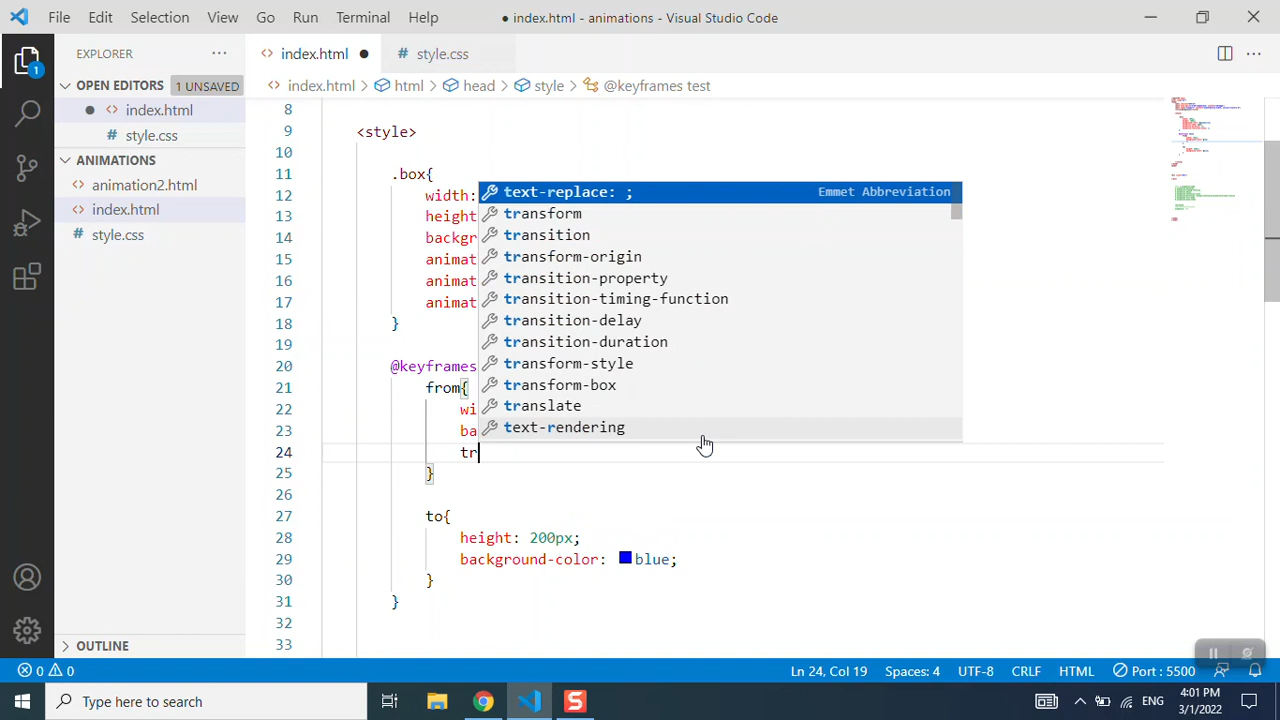 File Edit Selection View Go Run Terminal Help
● index.html - animations - Visual Studio Code
EXPLORER ···
index.html ●
style.css
OPEN EDITORS 1 UNSAVED
index.html > html > head > style > @keyframes test
● index.html
style.css
ANIMATIONS
animation2.html
index.html
style.css
OUTLINE
1
8
9 <style>
10
11 .box{
12 width:
13 height
14 backgr
15 animat
16 animat
17 animat
18 }
19
20 @keyframes
21 from{
22 wi
23 ba
24 tr
25 }
26
27 to{
28 height: 200px;
29 background-color: blue;
30 }
31 }
32
33
text-replace: ; Emmet Abbreviation
transform
transition
transform-origin
transition-property
transition-timing-function
transition-delay
transition-duration
transform-style
transform-box
translate
text-rendering
0 0 Ln 24, Col 19 Spaces: 4 UTF-8 CRLF HTML Port : 5500
Type here to search
S
ENG
4:01 PM
3/1/2022